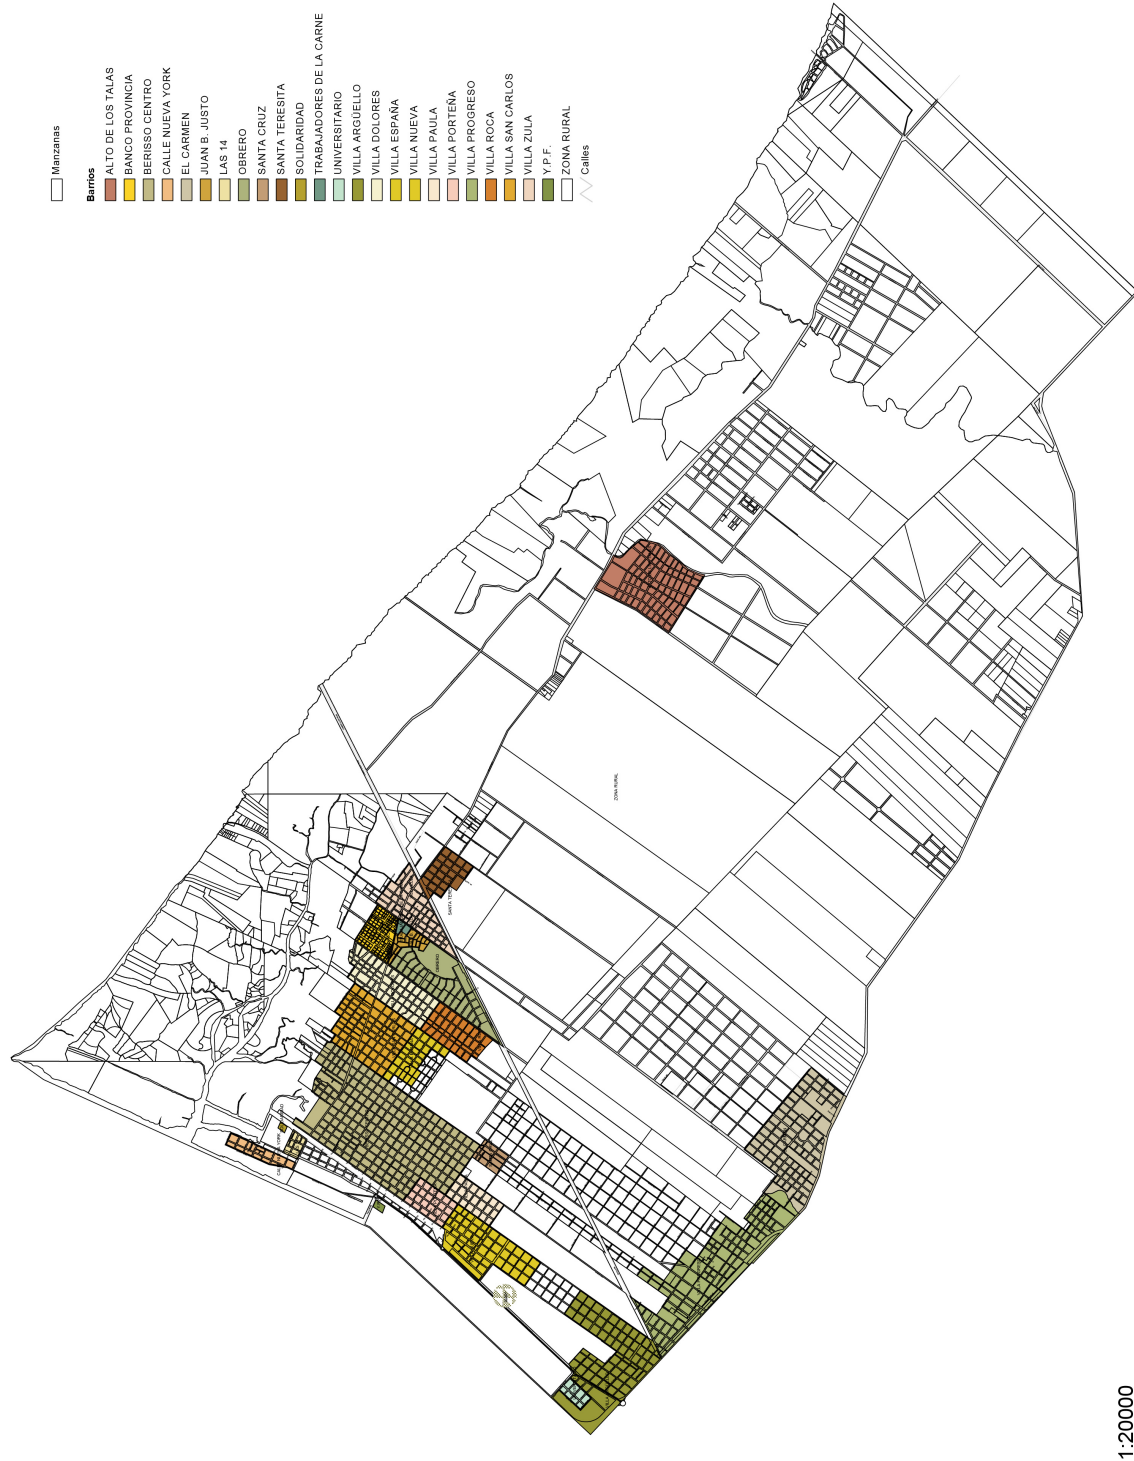 Manzanas
Barrios
ALTO DE LOS TALAS
BANCO PROVINCIA
BERISSO CENTRO
CALLE NUEVA YORK
EL CARMEN
JUAN B. JUSTO
LAS 14
OBRERO
SANTA CRUZ
SANTA TERESITA
SOLIDARIDAD
TRABAJADORES DE LA CARNE
UNIVERSITARIO
VILLA ARGÜELLO
VILLA DOLORES
VILLA ESPAÑA
VILLA NUEVA
VILLA PAULA
VILLA PORTEÑA
VILLA PROGRESO
VILLA ROCA
VILLA SAN CARLOS
VILLA ZULA
Y.P.F.
ZONA RURAL
Calles
ZONA RURAL
OBRERO
1:20000